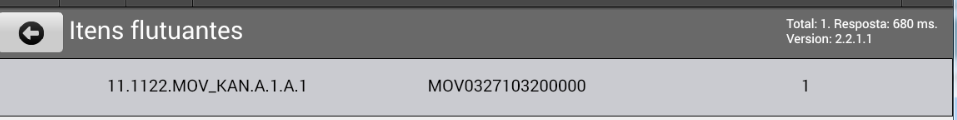 Itens flutuantes
Total: 1. Resposta: 680 ms.
Version: 2.2.1.1
11.1122.MOV_KAN.A.1.A.1 MOV0327103200000 1